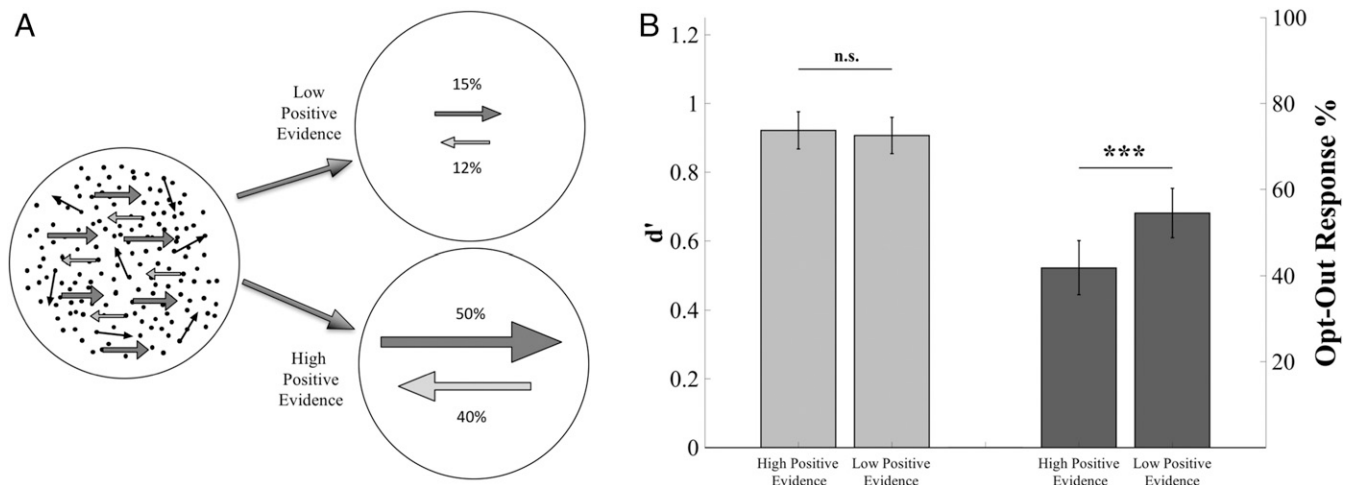 A
Low
Positive
Evidence
15%
12%
High
Positive
Evidence
50%
40%
B
d'
1.2
1
0.8
0.6
0.4
0.2
0
n.s.
***
100
80
60
40
20
Opt-Out Response %
High Positive
Evidence
Low Positive
Evidence
High Positive
Evidence
Low Positive
Evidence